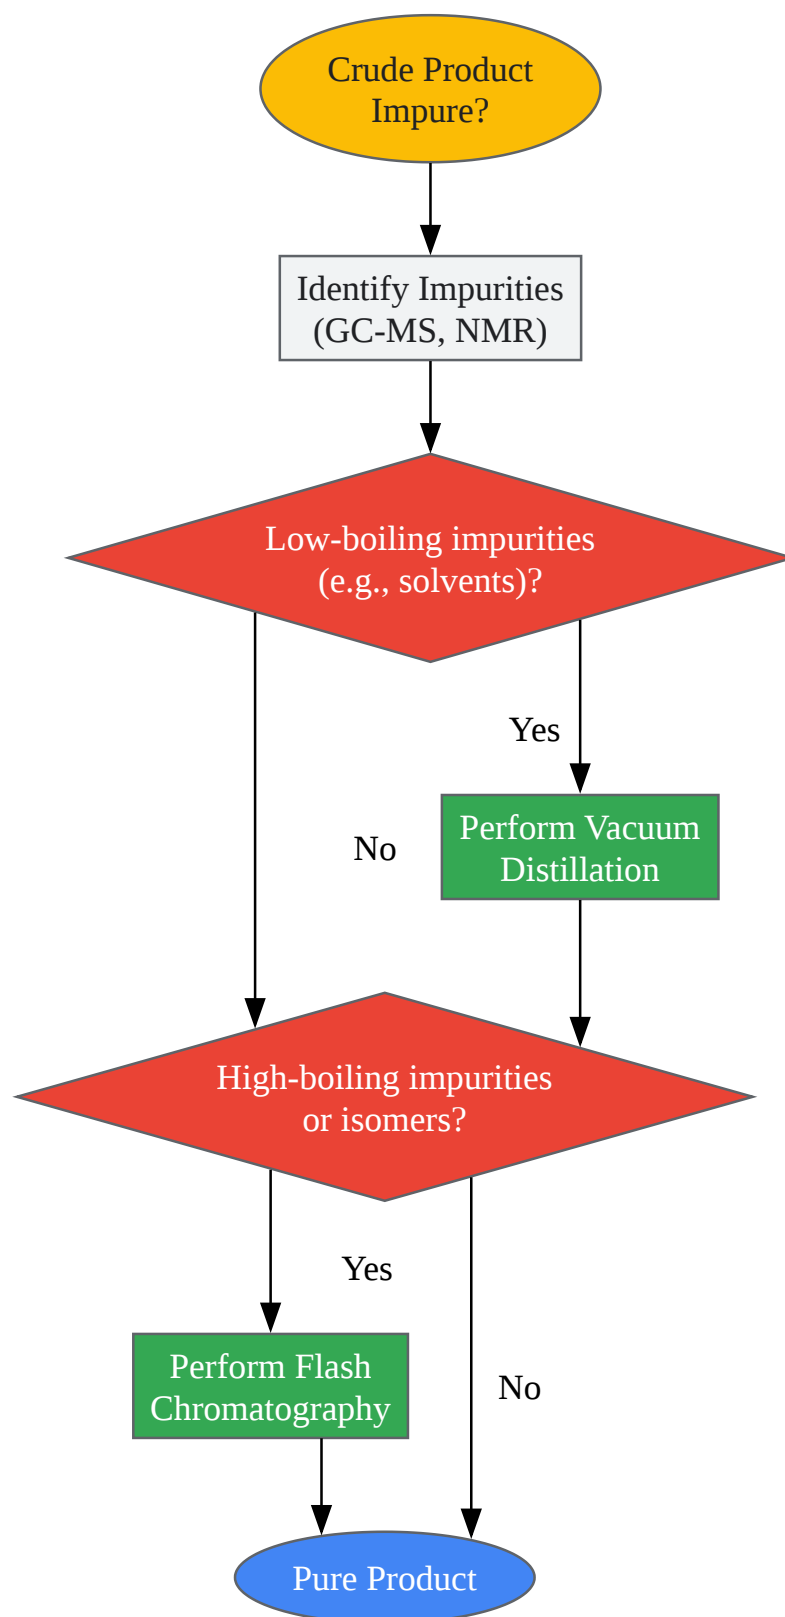 Crude Product
Impure?
Identify Impurities
(GC-MS, NMR)
Low-boiling impurities
(e.g., solvents)?
Yes
Perform Vacuum
Distillation
No
High-boiling impurities
or isomers?
Yes
Perform Flash
Chromatography
No
Pure Product